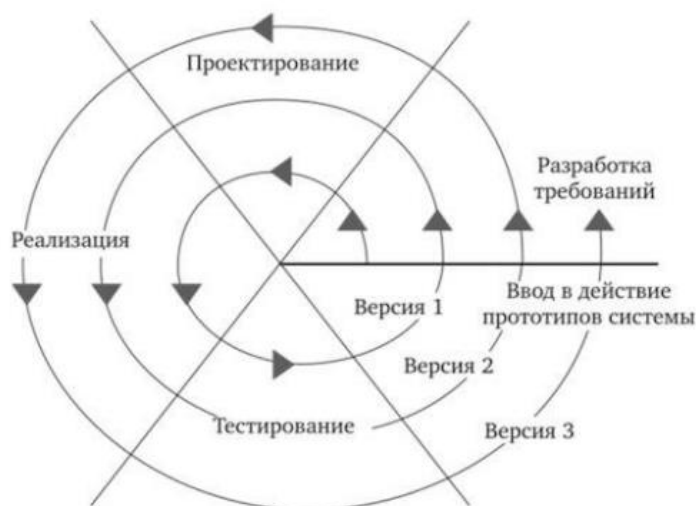 Проектирование
Разработка
требований
Реализация
Ввод в действие
прототипов системы
Версия 1
Версия 2
Тестирование
Версия 3